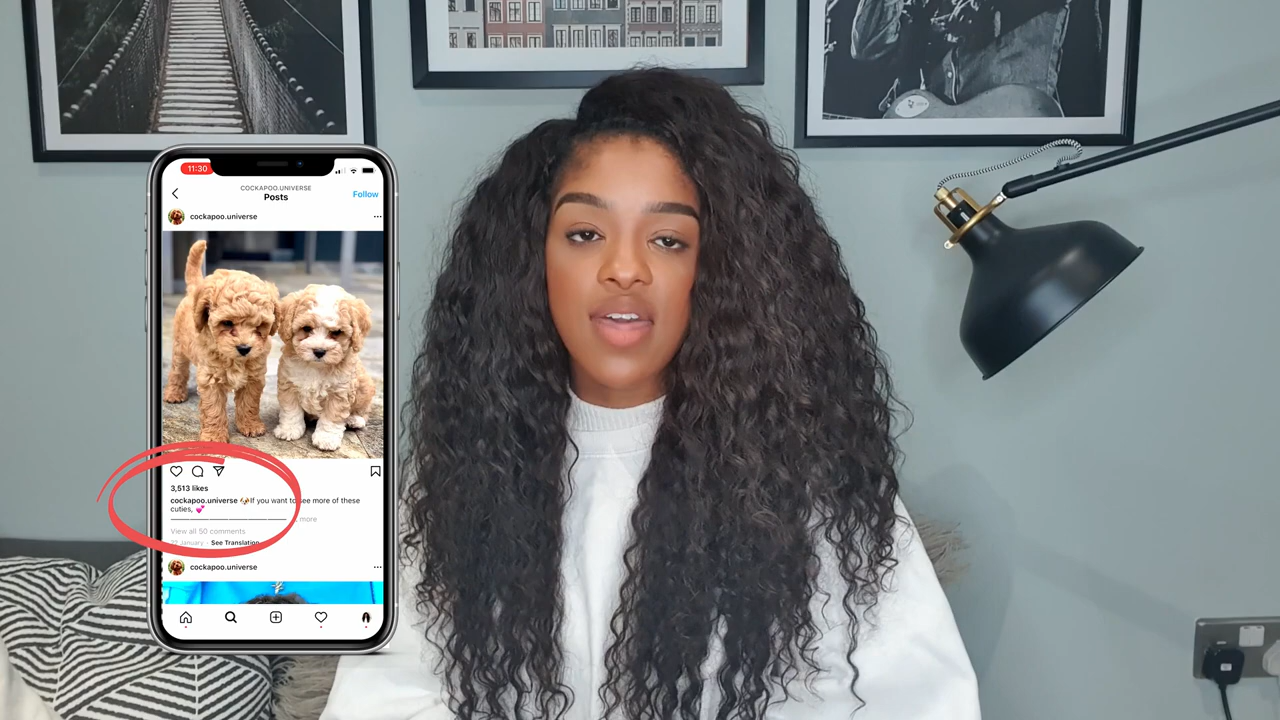 11:30
COCKAPOO.UNIVERSE
Posts
Follow
cockapoo.universe
3,513 likes
cockapoo.universe 🐶If you want to see more of these
cuties, 💕
more
View all 50 comments
January · See Translation
cockapoo.universe